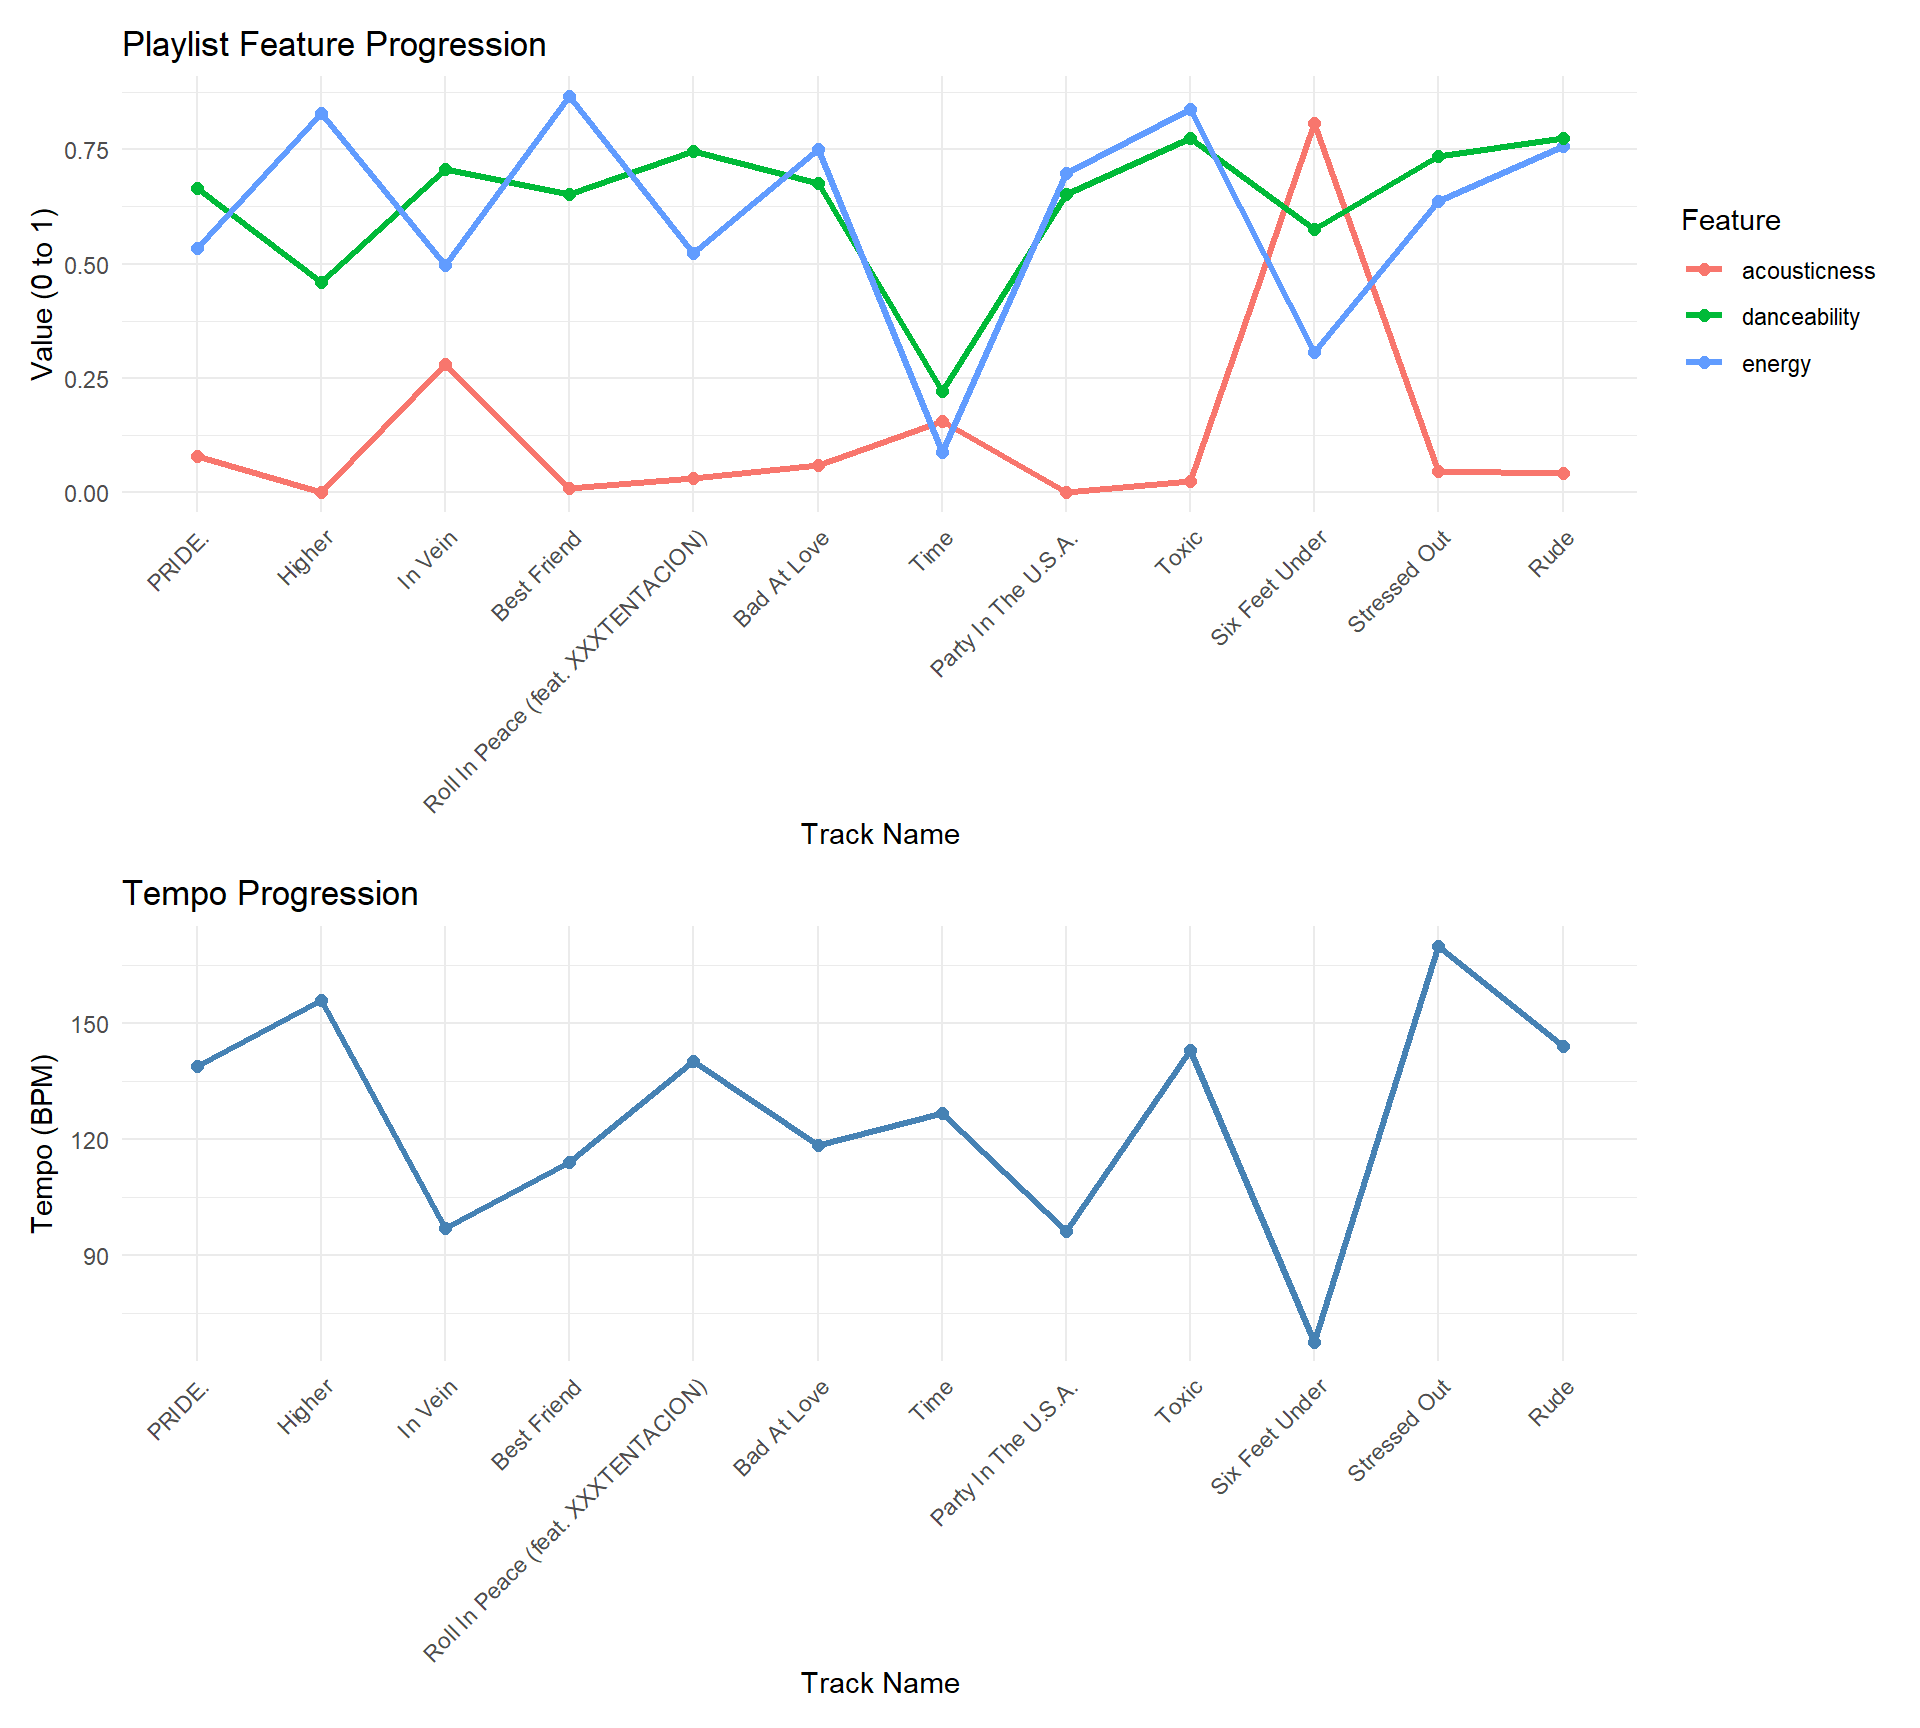 Playlist Feature Progression
Value (0 to 1)
0.75
0.50
0.25
0.00
PRIDE.
Higher
In Vein
Best Friend
Roll In Peace (feat. XXXTENTACION)
Bad At Love
Time
Party In The U.S.A.
Toxic
Six Feet Under
Stressed Out
Rude
Track Name
Feature
acousticness
danceability
energy
Tempo Progression
Tempo (BPM)
150
120
90
PRIDE.
Higher
In Vein
Best Friend
Roll In Peace (feat. XXXTENTACION)
Bad At Love
Time
Party In The U.S.A.
Toxic
Six Feet Under
Stressed Out
Rude
Track Name